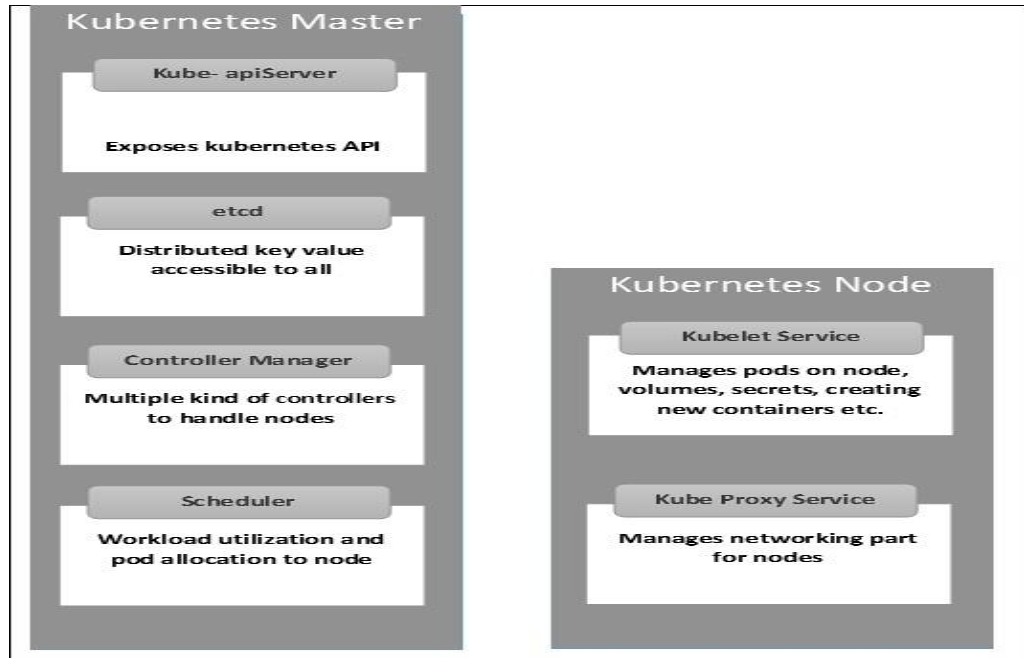 Kubernetes Master
Kube- apiServer
Exposes kubernetes API
etcd
Distributed key value
accessible to all
Controller Manager
Multiple kind of controllers
to handle nodes
Scheduler
Workload utilization and
pod allocation to node
Kubernetes Node
Kubelet Service
Manages pods on node,
volumes, secrets, creating
new containers etc.
Kube Proxy Service
Manages networking part
for nodes